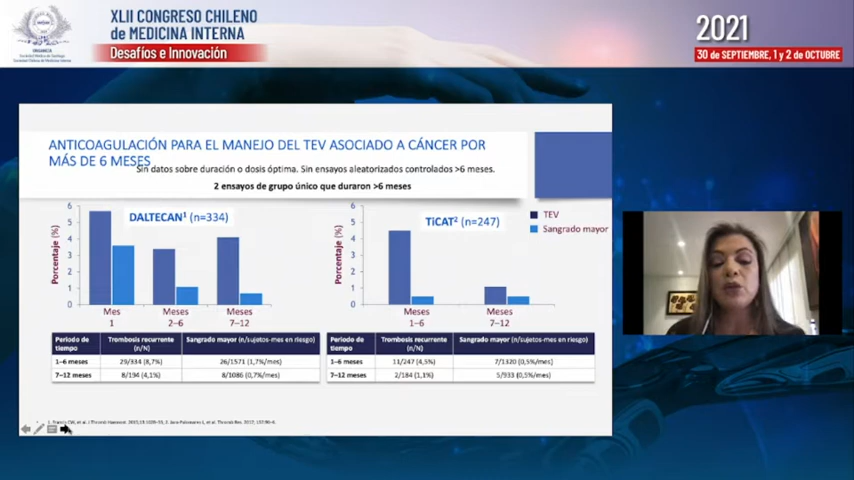 XLII CONGRESO CHILENO
de MEDICINA INTERNA
Desafíos e Innovación
2021
30 de SEPTIEMBRE, 1 y 2 de OCTUBRE
ANTICOAGULACIÓN PARA EL MANEJO DEL TEV ASOCIADO A CÁNCER POR
MÁS DE 6 MESES
Sin datos sobre duración o dosis óptima. Sin ensayos aleatorizados controlados >6 meses.
2 ensayos de grupo único que duraron >6 meses
DALTECAN1 (n=334)
Porcentaje (%)
6
5
4
3
2
1
0
Mes
1
Meses
2–6
Meses
7–12
TiCAT2 (n=247)
Porcentaje (%)
6
5
4
3
2
1
0
Meses
1–6
Meses
7–12
TEV
Sangrado mayor
Periodo de tiempo Trombosis recurrente (n/N) Sangrado mayor (n/sujetos-mes en riesgo)
1–6 meses 29/334 (8,7%) 26/1571 (1,7%/mes)
7–12 meses 8/194 (4,1%) 8/1086 (0,7%/mes)
Periodo de tiempo Trombosis recurrente (n/N) Sangrado mayor (n/sujetos-mes en riesgo)
1–6 meses 11/247 (4,5%) 7/1320 (0,5%/mes)
7–12 meses 2/184 (1,1%) 5/933 (0,5%/mes)